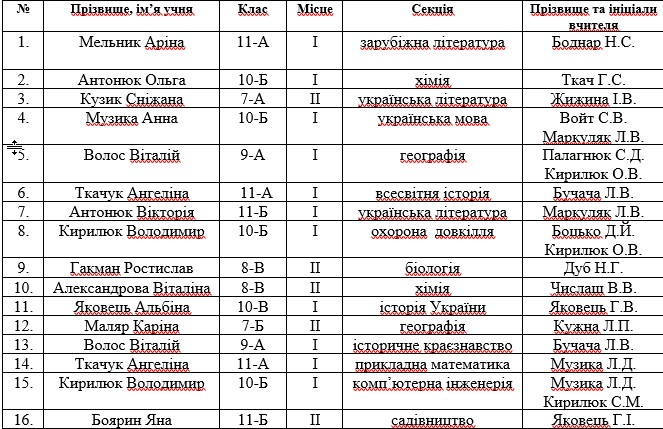 № Прізвище, ім’я учня Клас Місце Секція Прізвище та ініціали
вчителя
1. Мельник Аріна 11-А І зарубіжна література Боднар Н.С.
2. Антонюк Ольга 10-Б І хімія Ткач Г.С.
3. Кузик Сніжана 7-А ІІ українська література Жижина І.В.
4. Музика Анна 10-Б І українська мова Войт С.В.
Маркуляк Л.В.
5. Волос Віталій 9-А І географія Палагнюк С.Д.
Кирилюк О.В.
6. Ткачук Ангеліна 11-А І всесвітня історія Бучача Л.В.
7. Антонюк Вікторія 11-Б І українська література Маркуляк Л.В.
8. Кирилюк Володимир 10-Б І охорона довкілля Боцько Д.Й.
Кирилюк О.В.
9. Гакман Ростислав 8-В ІІ біологія Дуб Н.Г.
10. Александрова Віталіна 8-В ІІ хімія Числаш В.В.
11. Яковець Альбіна 10-В І історія України Яковець Г.В.
12. Маляр Каріна 7-Б ІІ географія Кужна Л.П.
13. Волос Віталій 9-А І історичне краєзнавство Бучача Л.В.
14. Ткачук Ангеліна 11-А І прикладна математика Музика Л.Д.
15. Кирилюк Володимир 10-Б І комп’ютерна інженерія Музика Л.Д.
Кирилюк С.М.
16. Боярин Яна 11-Б ІІ садівництво Яковець Г.І.